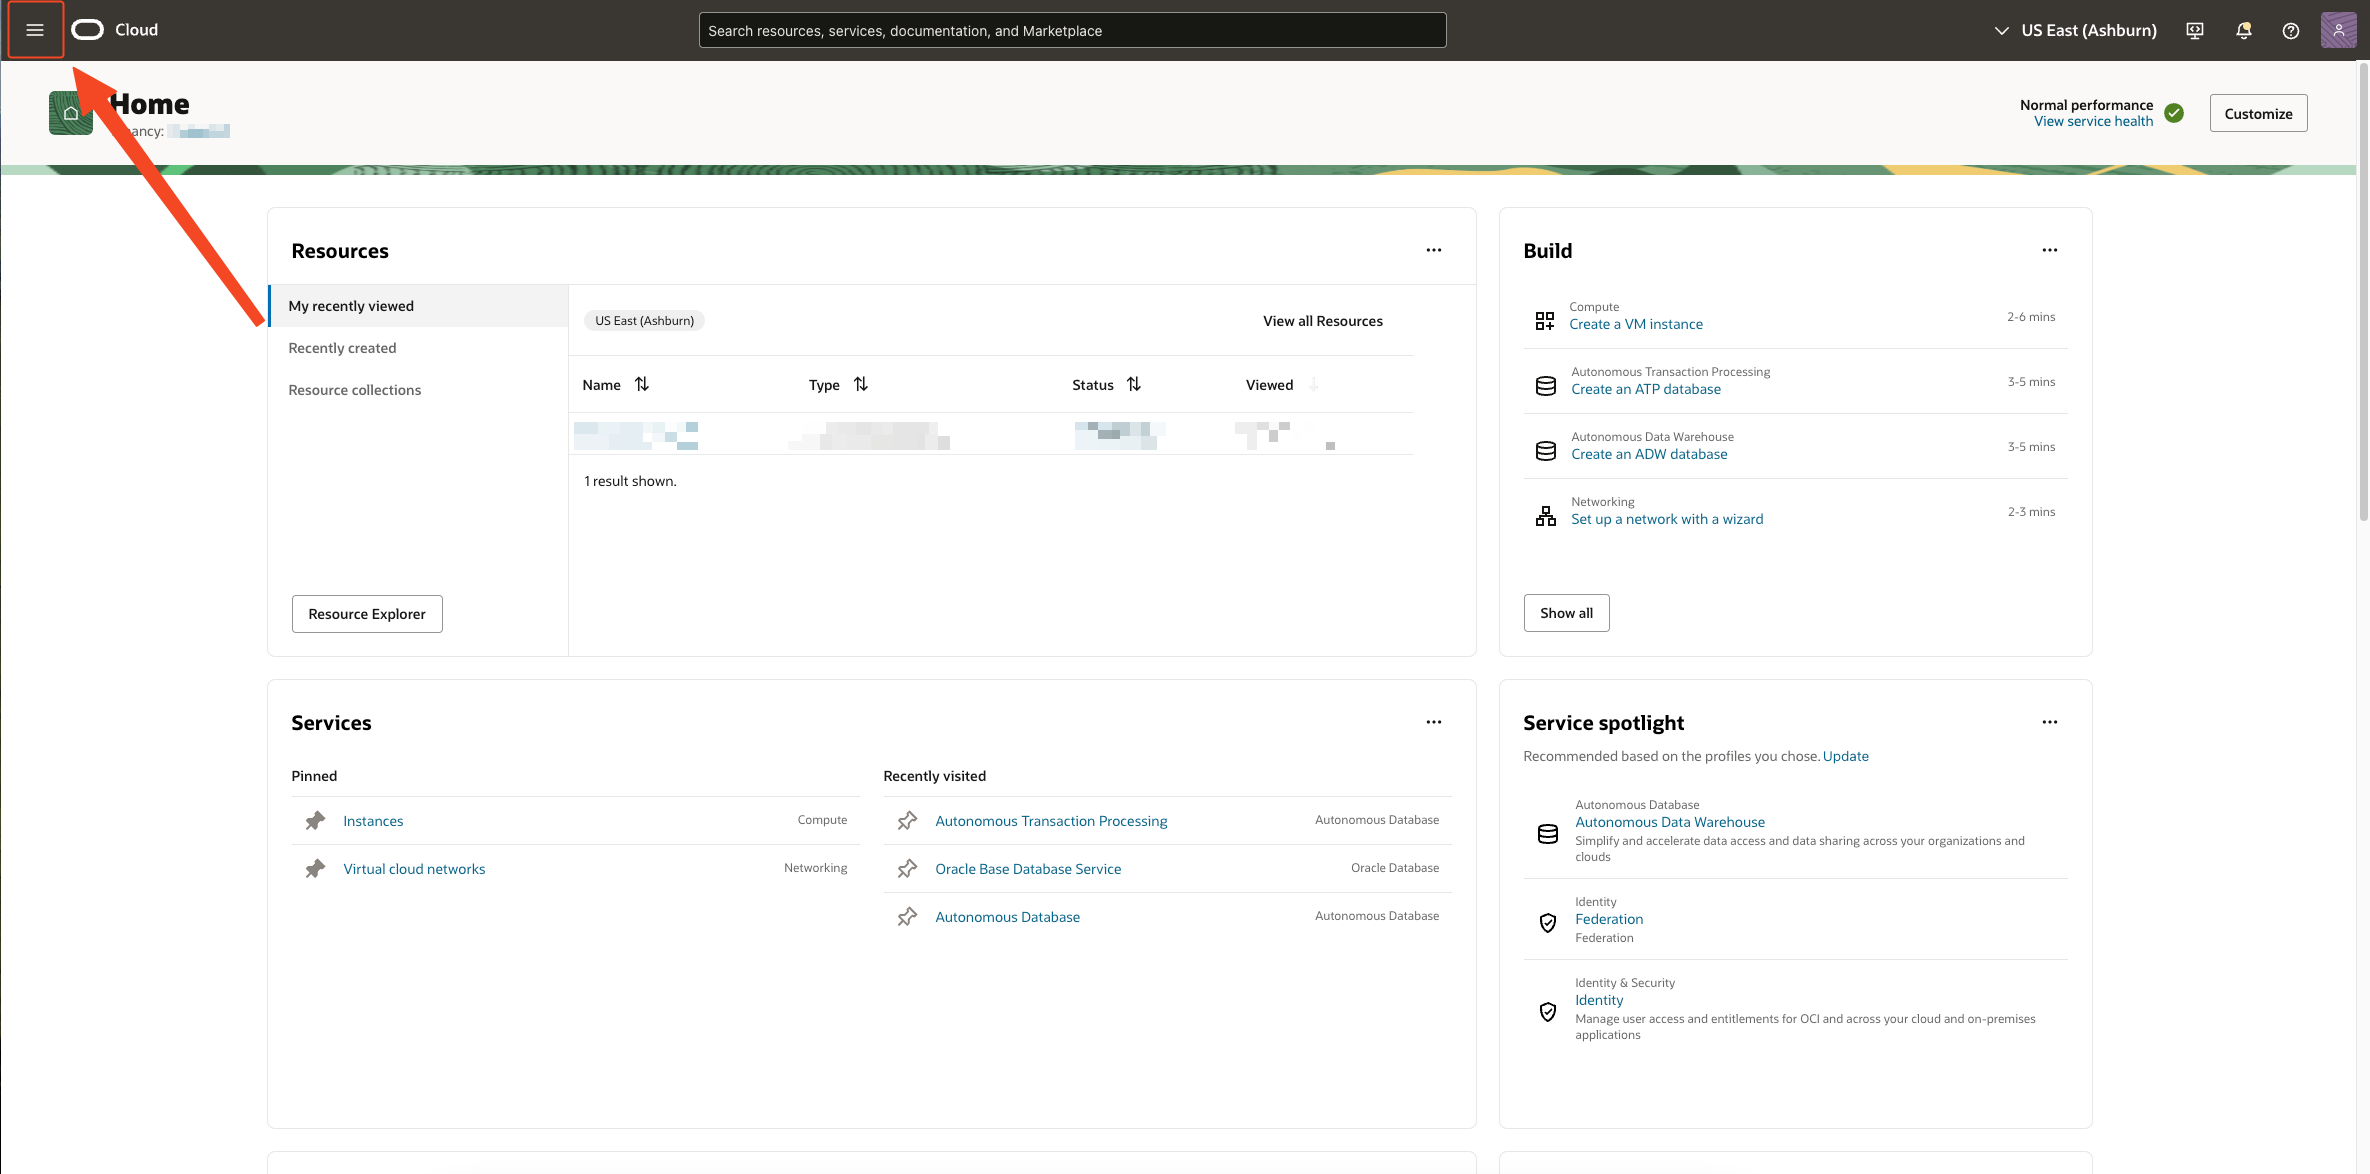 Cloud
Search resources, services, documentation, and Marketplace
US East (Ashburn)
Home
Normal performance
View service health
Customize
Resources
My recently viewed
Recently created
Resource collections
Resource Explorer
US East (Ashburn)
View all Resources
Name Type Status Viewed
1 result shown.
Build
Compute
Create a VM instance
2-6 mins
Autonomous Transaction Processing
Create an ATP database
3-5 mins
Autonomous Data Warehouse
Create an ADW database
3-5 mins
Networking
Set up a network with a wizard
2-3 mins
Show all
Services
Pinned
Instances Compute
Virtual cloud networks Networking
Recently visited
Autonomous Transaction Processing Autonomous Database
Oracle Base Database Service Oracle Database
Autonomous Database Autonomous Database
Service spotlight
Recommended based on the profiles you chose. Update
Autonomous Database
Autonomous Data Warehouse
Simplify and accelerate data access and data sharing across your organizations and
clouds
Identity
Federation
Federation
Identity & Security
Identity
Manage user access and entitlements for OCI and across your cloud and on-premises
applications